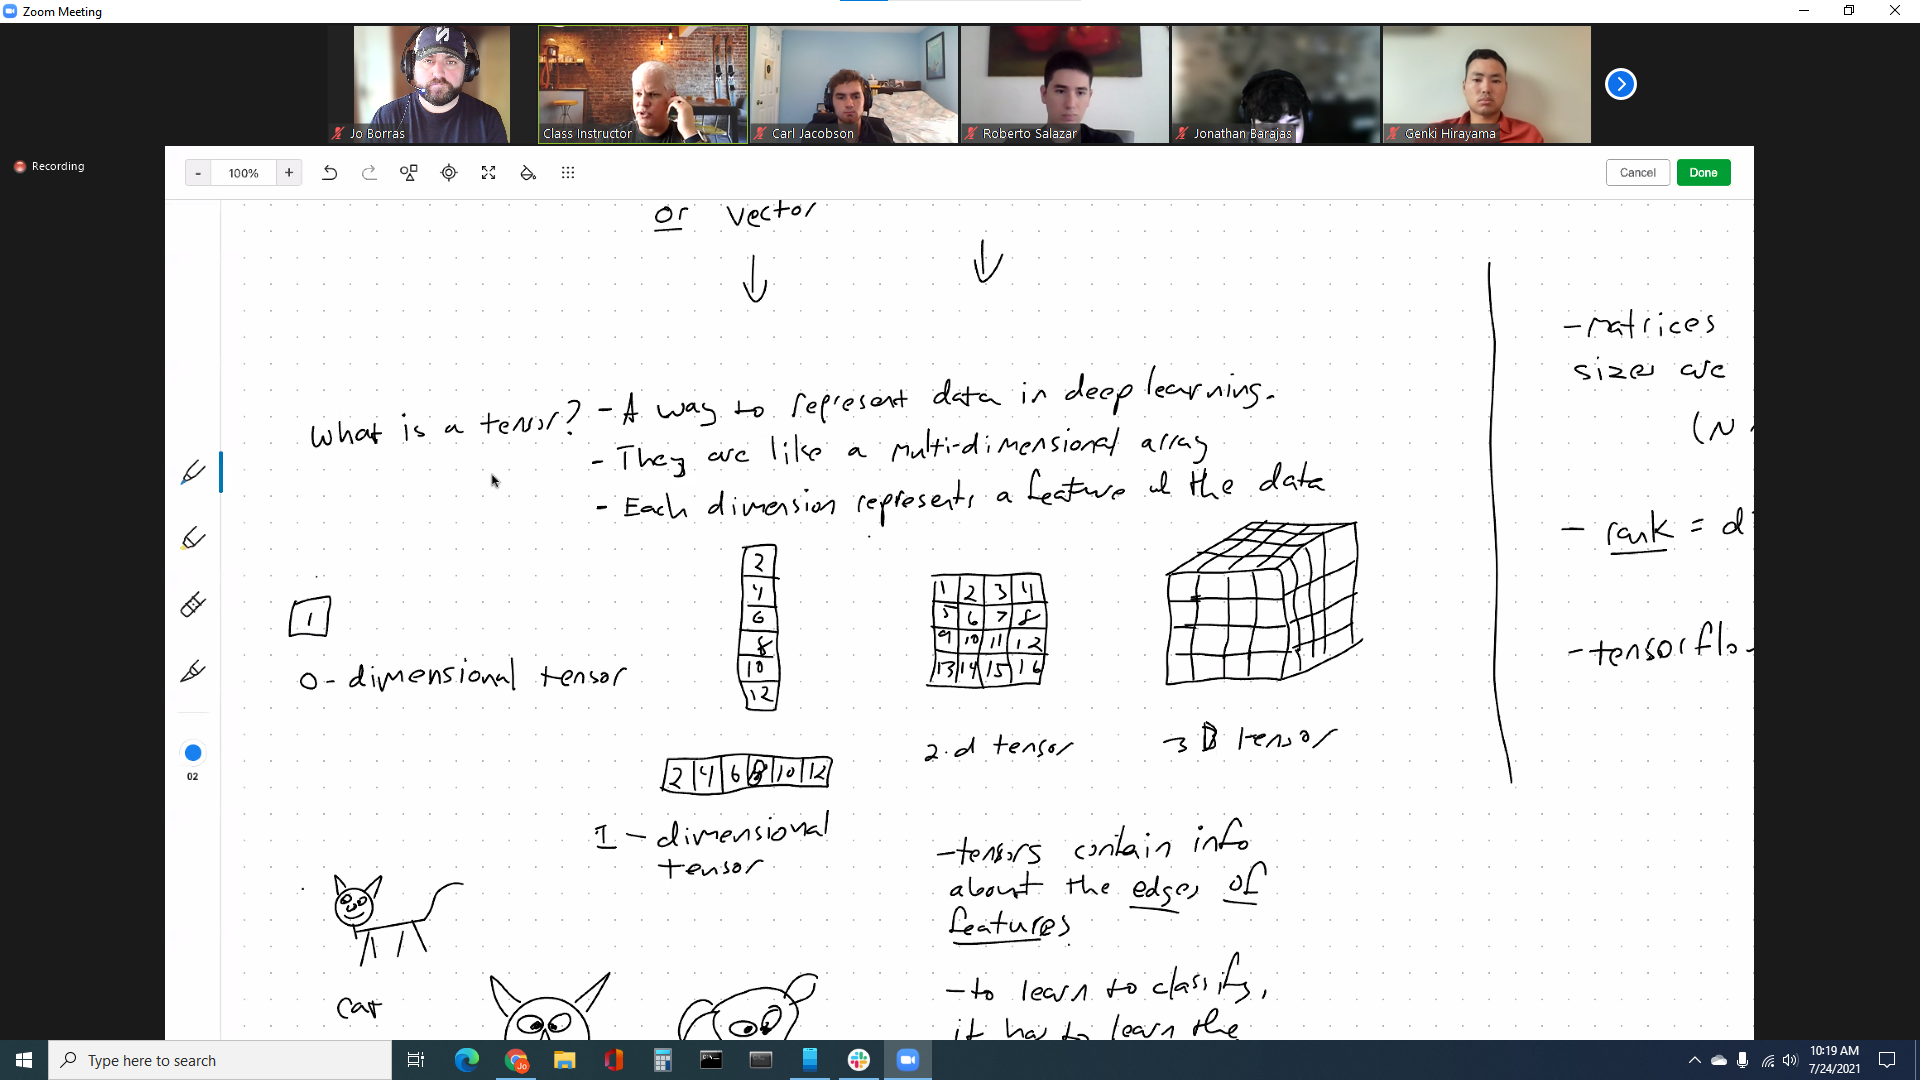 Zoom Meeting
Jo Borras
Class Instructor
Carl Jacobson
Roberto Salazar
Jonathan Barajas
Genki Hirayama
Recording
-
100%
+
Cancel
Done
or vector
- Matrices
sizes are
(N
What is a tensor?
- A way to represent data in deep learning.
- They are like a multi-dimensional array
- Each dimension represents a feature of the data
- rank = d
- tensorflo
1
0-dimensional tensor
2
4
6
8
10
12
2 4 6 8 10 12
1 - dimensional
tensor
1 2 3 4
5 6 7 8
9 10 11 12
13 14 15 16
2-d tensor
3D tensor
- tensors contain info
about the edges of
features.
- to learn to classify,
it has to learn the
cat
02
Type here to search
Jo
10:19 AM
7/24/2021